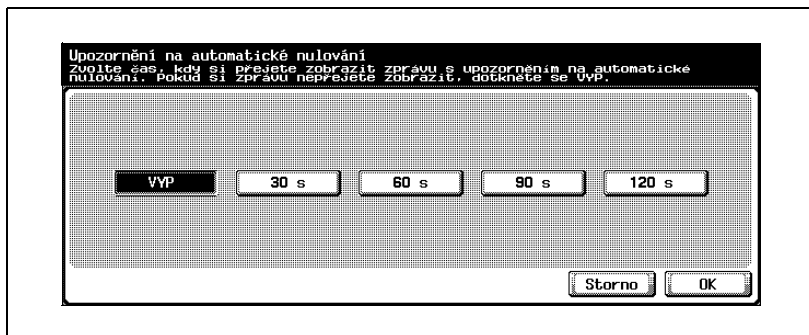 Upozornění na automatické nulování
Zvolte čas, kdy si přejete zobrazit zprávu s upozorněním na automatické
nulování. Pokud si zprávu nepřejete zobrazit, dotkněte se VYP.
VYP 30 s 60 s 90 s 120 s
Storno OK